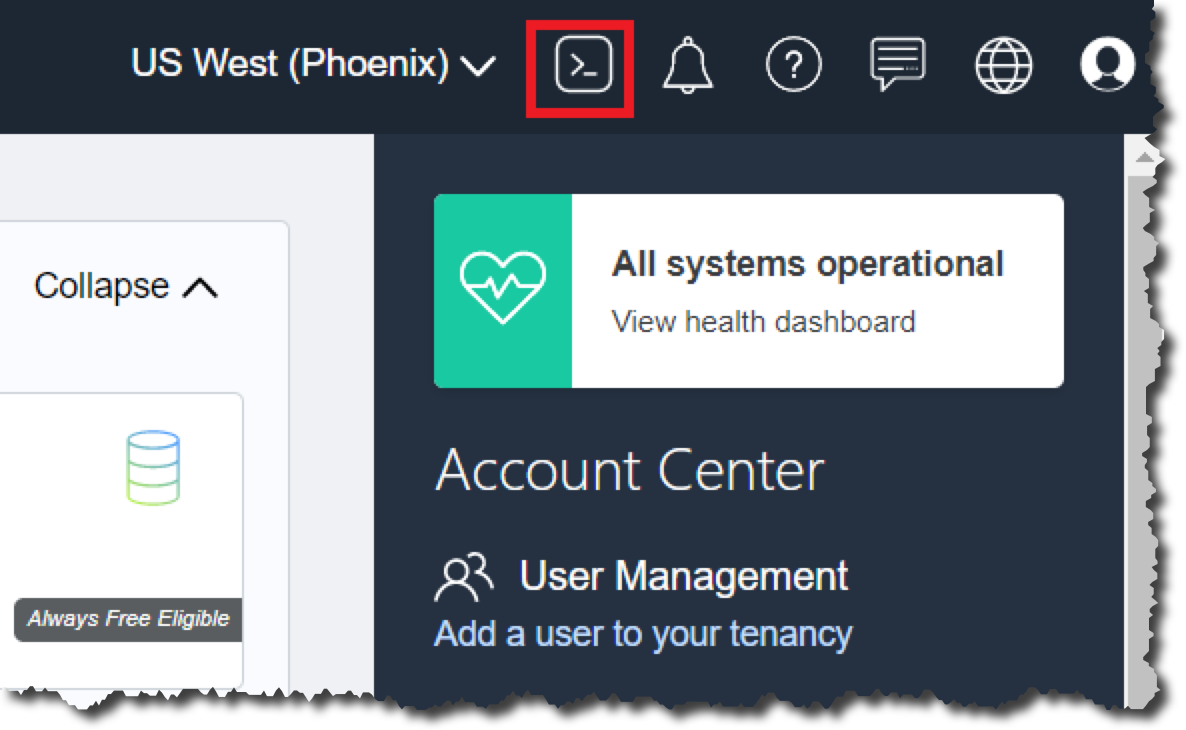 US West (Phoenix)
Collapse
All systems operational
View health dashboard
Account Center
Always Free Eligible
User Management
Add a user to your tenancy